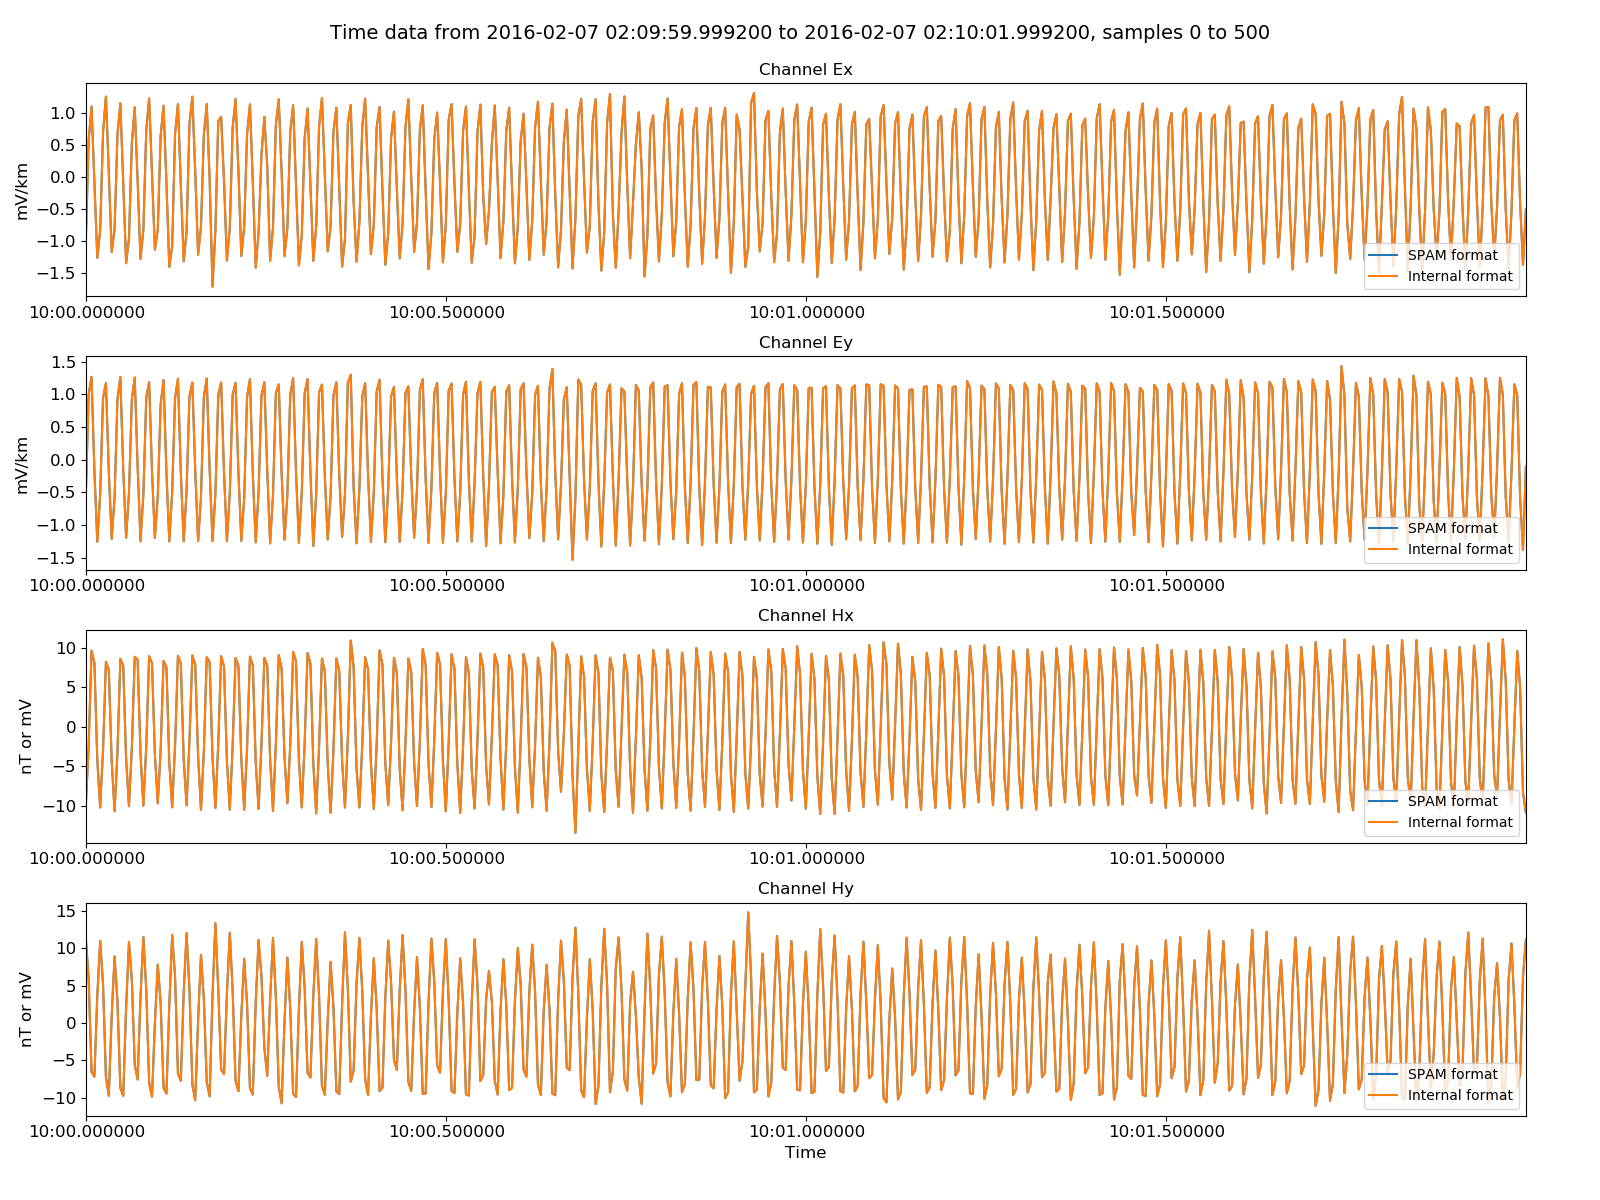 Time data from 2016-02-07 02:09:59.999200 to 2016-02-07 02:10:01.999200, samples 0 to 500
Channel Ex
1.0
0.5
0.0
−0.5
−1.0
−1.5
mV/km
SPAM format
Internal format
10:00.000000 10:00.500000 10:01.000000 10:01.500000
Channel Ey
1.5
1.0
0.5
0.0
−0.5
−1.0
−1.5
mV/km
SPAM format
Internal format
10:00.000000 10:00.500000 10:01.000000 10:01.500000
Channel Hx
10
5
0
−5
−10
nT or mV
SPAM format
Internal format
10:00.000000 10:00.500000 10:01.000000 10:01.500000
Channel Hy
15
10
5
0
−5
−10
nT or mV
SPAM format
Internal format
10:00.000000 10:00.500000 10:01.000000 10:01.500000
Time